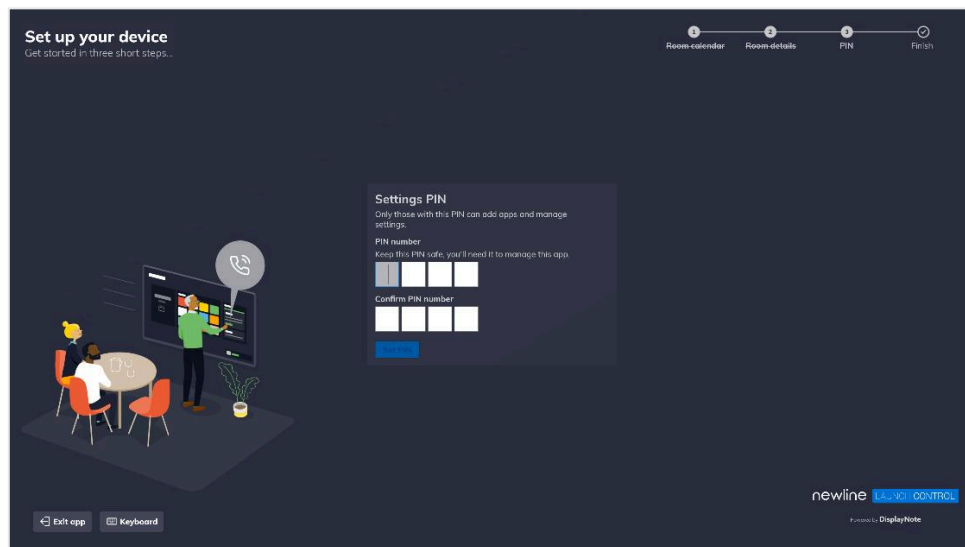 Set up your device
Get started in three short steps...
1 2 3
Room calendar Room details PIN Finish
Settings PIN
Only those with this PIN can add apps and manage
settings.
PIN number
Keep this PIN safe, you'll need it to manage this app.
Confirm PIN number
newline LAUNCH CONTROL
Exit app Keyboard
Powered by DisplayNote